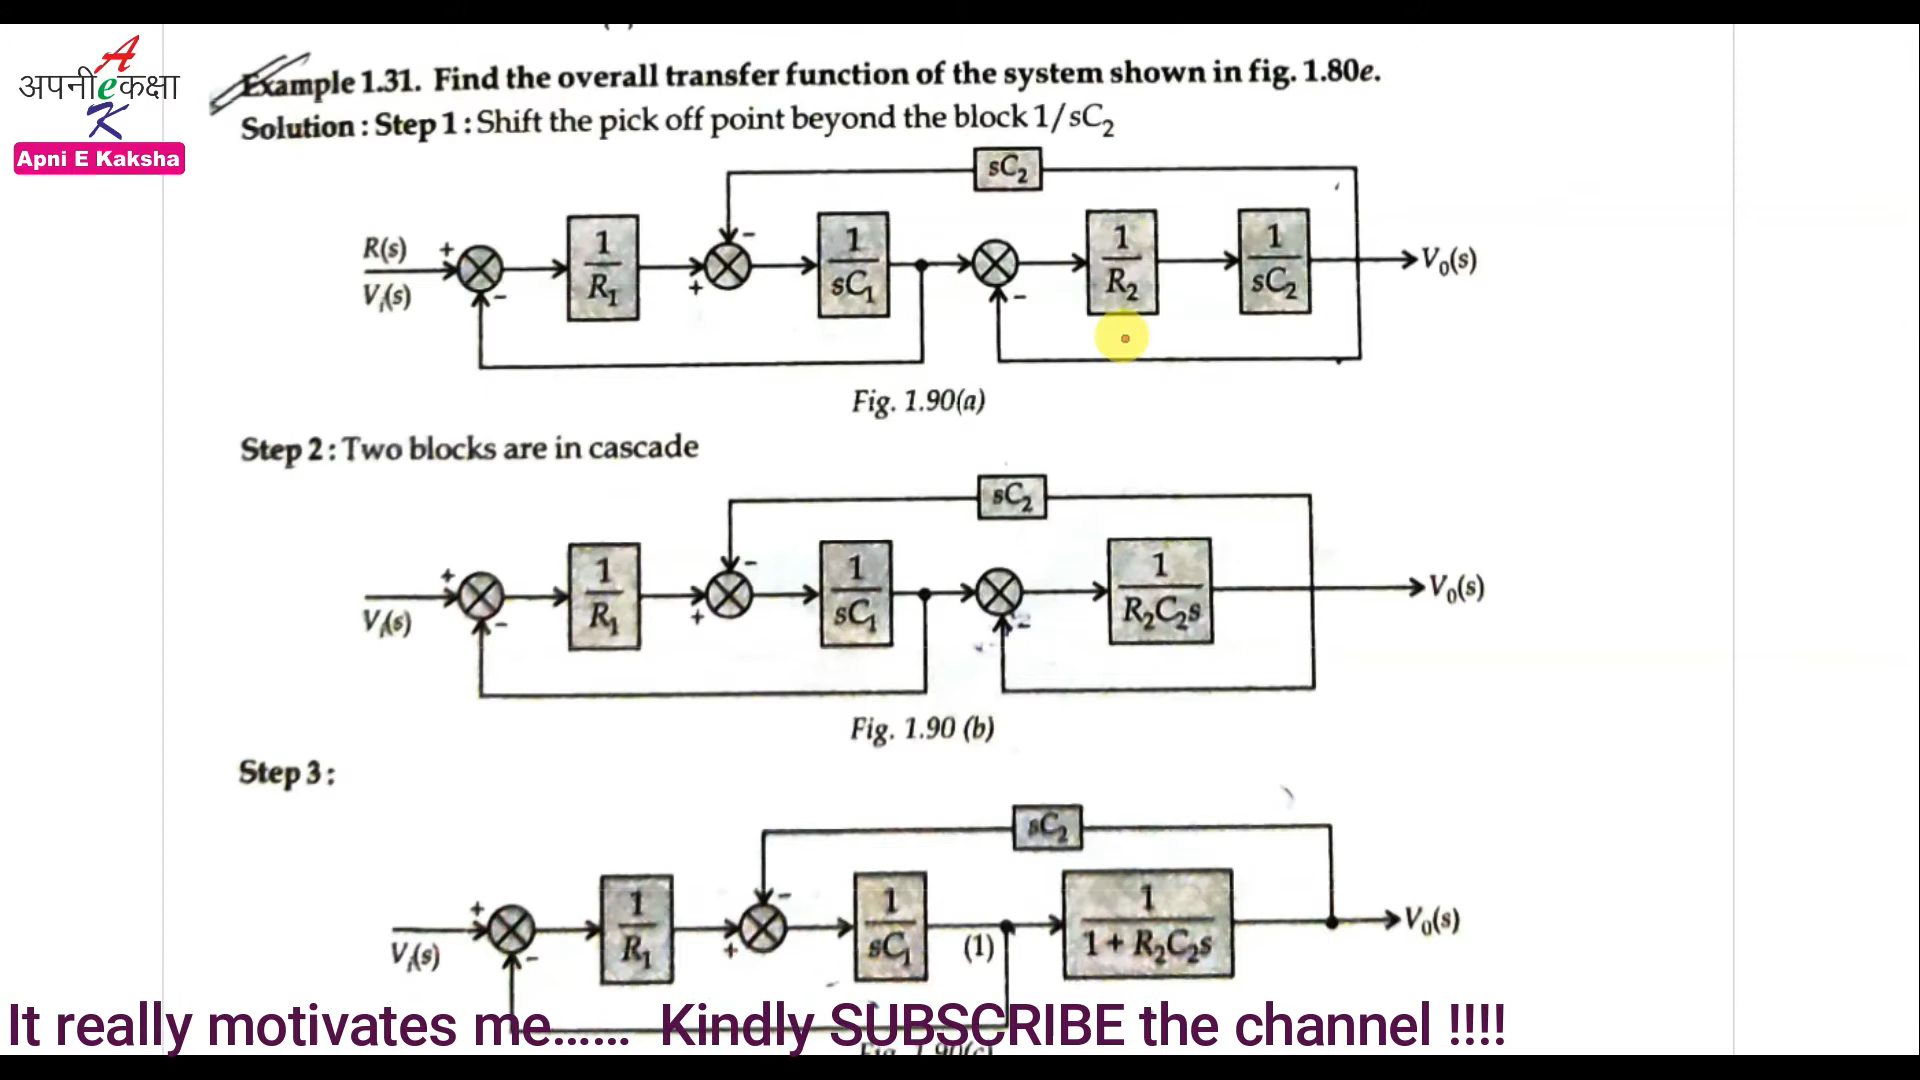 अपनीeकक्षा
A
K
Apni E Kaksha
Example 1.31. Find the overall transfer function of the system shown in fig. 1.80e.
Solution : Step 1 : Shift the pick off point beyond the block 1/sC₂
sC₂
R(s) + - 1/R₁ + - 1/sC₁ - 1/R₂ 1/sC₂ V₀(s)
Vᵢ(s)
Fig. 1.90(a)
Step 2 : Two blocks are in cascade
sC₂
Vᵢ(s) + - 1/R₁ + - 1/sC₁ - 1/R₂C₂s V₀(s)
Fig. 1.90 (b)
Step 3 :
sC₂
Vᵢ(s) + - 1/R₁ + - 1/sC₁ (1) 1/1 + R₂C₂s V₀(s)
It really motivates me...... Kindly SUBSCRIBE the channel !!!!